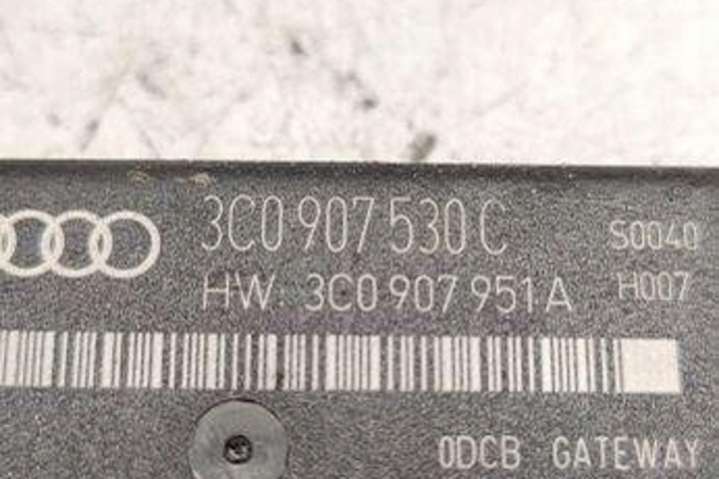 3C0 907 530 C S0040
HW: 3C0 907 951 A H007
0DCB GATEWAY